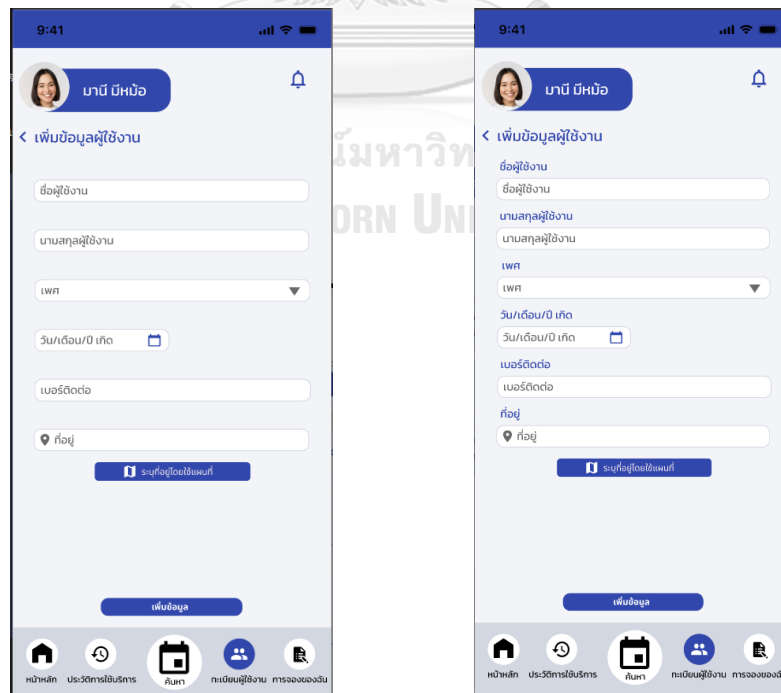 9:41
มานี มีหม้อ
เพิ่มข้อมูลผู้ใช้งาน
ชื่อผู้ใช้งาน
นามสกุลผู้ใช้งาน
เพศ
วัน/เดือน/ปี เกิด
เบอร์ติดต่อ
ที่อยู่
ระบุที่อยู่โดยใช้แผนที่
เพิ่มข้อมูล
หน้าหลัก ประวัติการใช้บริการ ค้นหา ทะเบียนผู้ใช้งาน การจองของฉัน
9:41
มานี มีหม้อ
เพิ่มข้อมูลผู้ใช้งาน
ชื่อผู้ใช้งาน
ชื่อผู้ใช้งาน
นามสกุลผู้ใช้งาน
นามสกุลผู้ใช้งาน
เพศ
เพศ
วัน/เดือน/ปี เกิด
วัน/เดือน/ปี เกิด
เบอร์ติดต่อ
เบอร์ติดต่อ
ที่อยู่
ที่อยู่
ระบุที่อยู่โดยใช้แผนที่
เพิ่มข้อมูล
หน้าหลัก ประวัติการใช้บริการ ค้นหา ทะเบียนผู้ใช้งาน